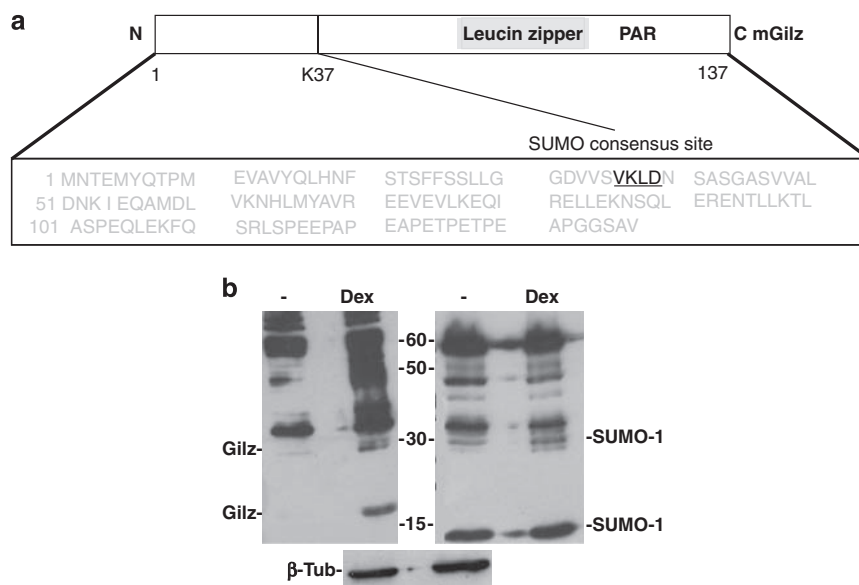 a
N Leucin zipper PAR C mGilz
1 K37 137
SUMO consensus site
1 MNTEMYQTPM EVAVYQLHNF STSFFSSLLG GDVVSVKLDN SASGASVVAL
51 DNK I EQAMDL VKNHLMYAVR EEVEVLKEQI RELLEKNSQL ERENTLLKTL
101 ASPEQLEKFQ SRLSPEEPAP EAPETPETPE APGGSAV
b
- Dex - Dex
-60-
-50-
Gilz- -30- -SUMO-1
Gilz- -15- -SUMO-1
β-Tub-